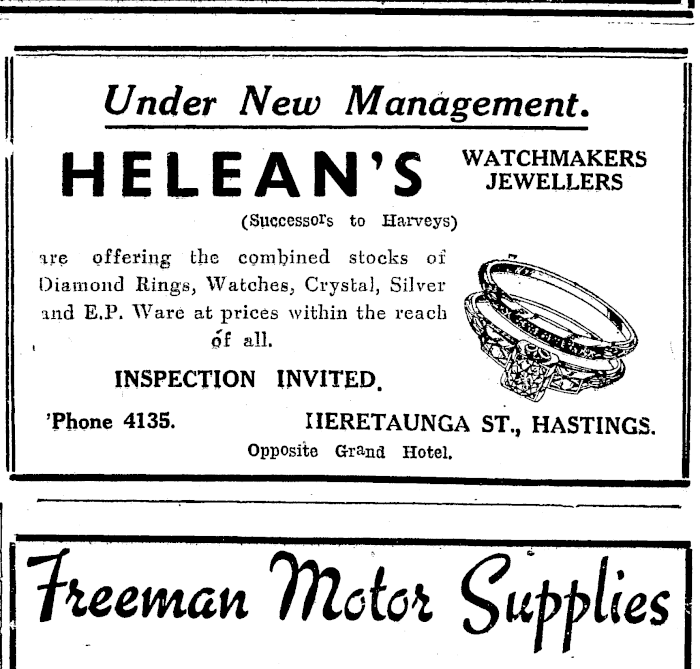 Under New Management.
HELEAN'S
WATCHMAKERS
JEWELLERS
(Successors to Harveys)
are offering the combined stocks of
Diamond Rings, Watches, Crystal, Silver
and E.P. Ware at prices within the reach
of all.
INSPECTION INVITED.
'Phone 4135.
HERETAUNGA ST., HASTINGS.
Opposite Grand Hotel.
Freeman Motor Supplies